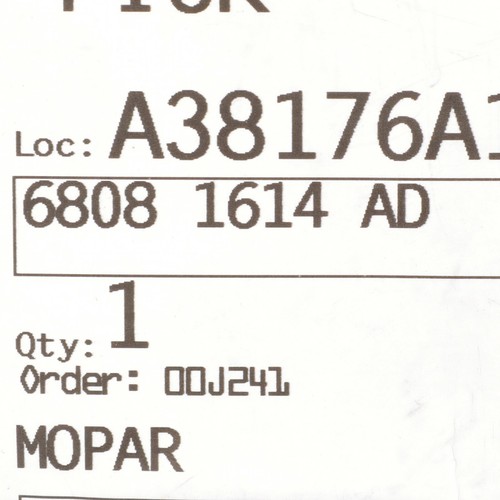 Loc: A38176A1
6808 1614 AD
Qty: 1
Order: 00J241
MOPAR